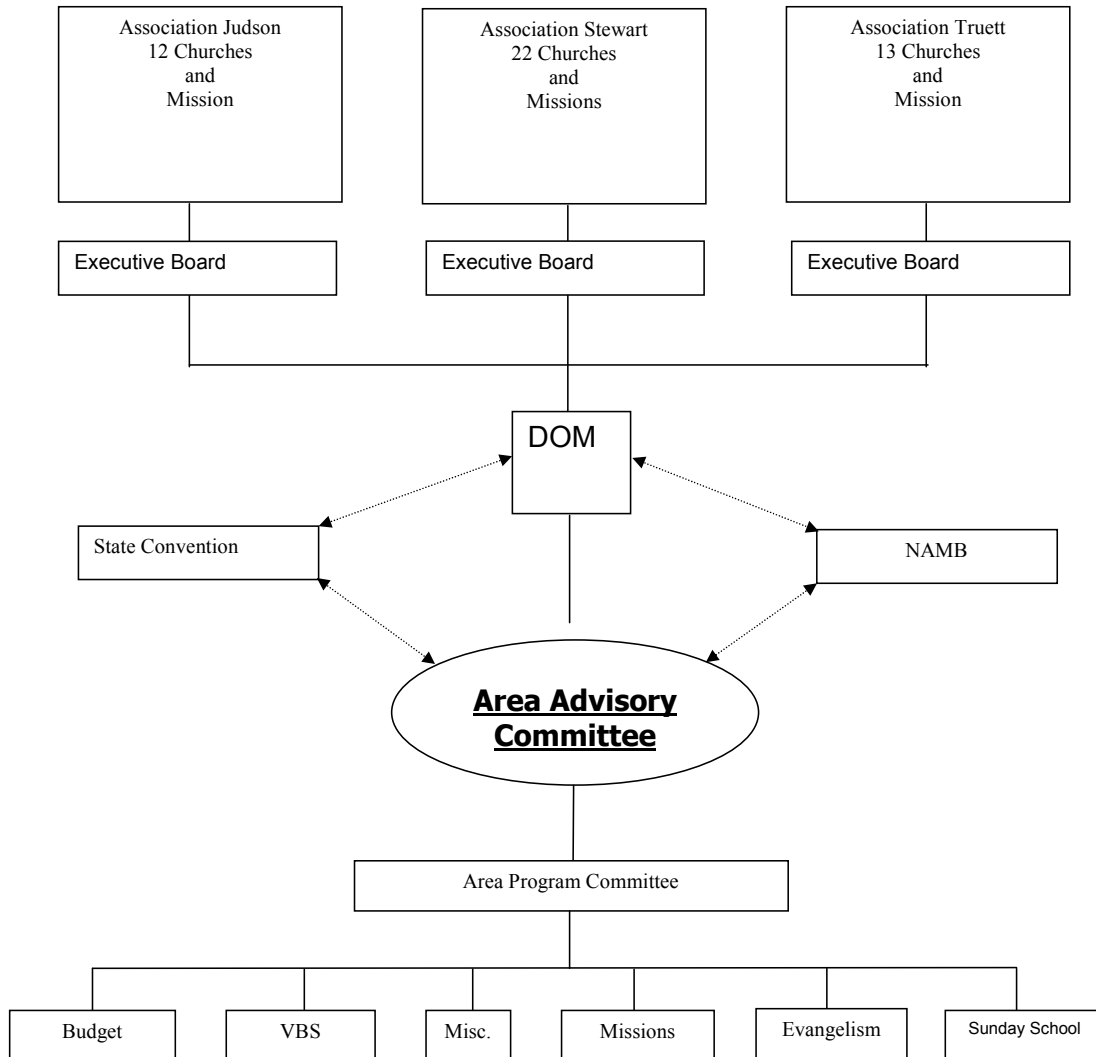 Association Judson
12 Churches
and
Mission
Association Stewart
22 Churches
and
Missions
Association Truett
13 Churches
and
Mission
Executive Board
Executive Board
Executive Board
DOM
State Convention
NAMB
Area Advisory
Committee
Area Program Committee
Budget
VBS
Misc.
Missions
Evangelism
Sunday School